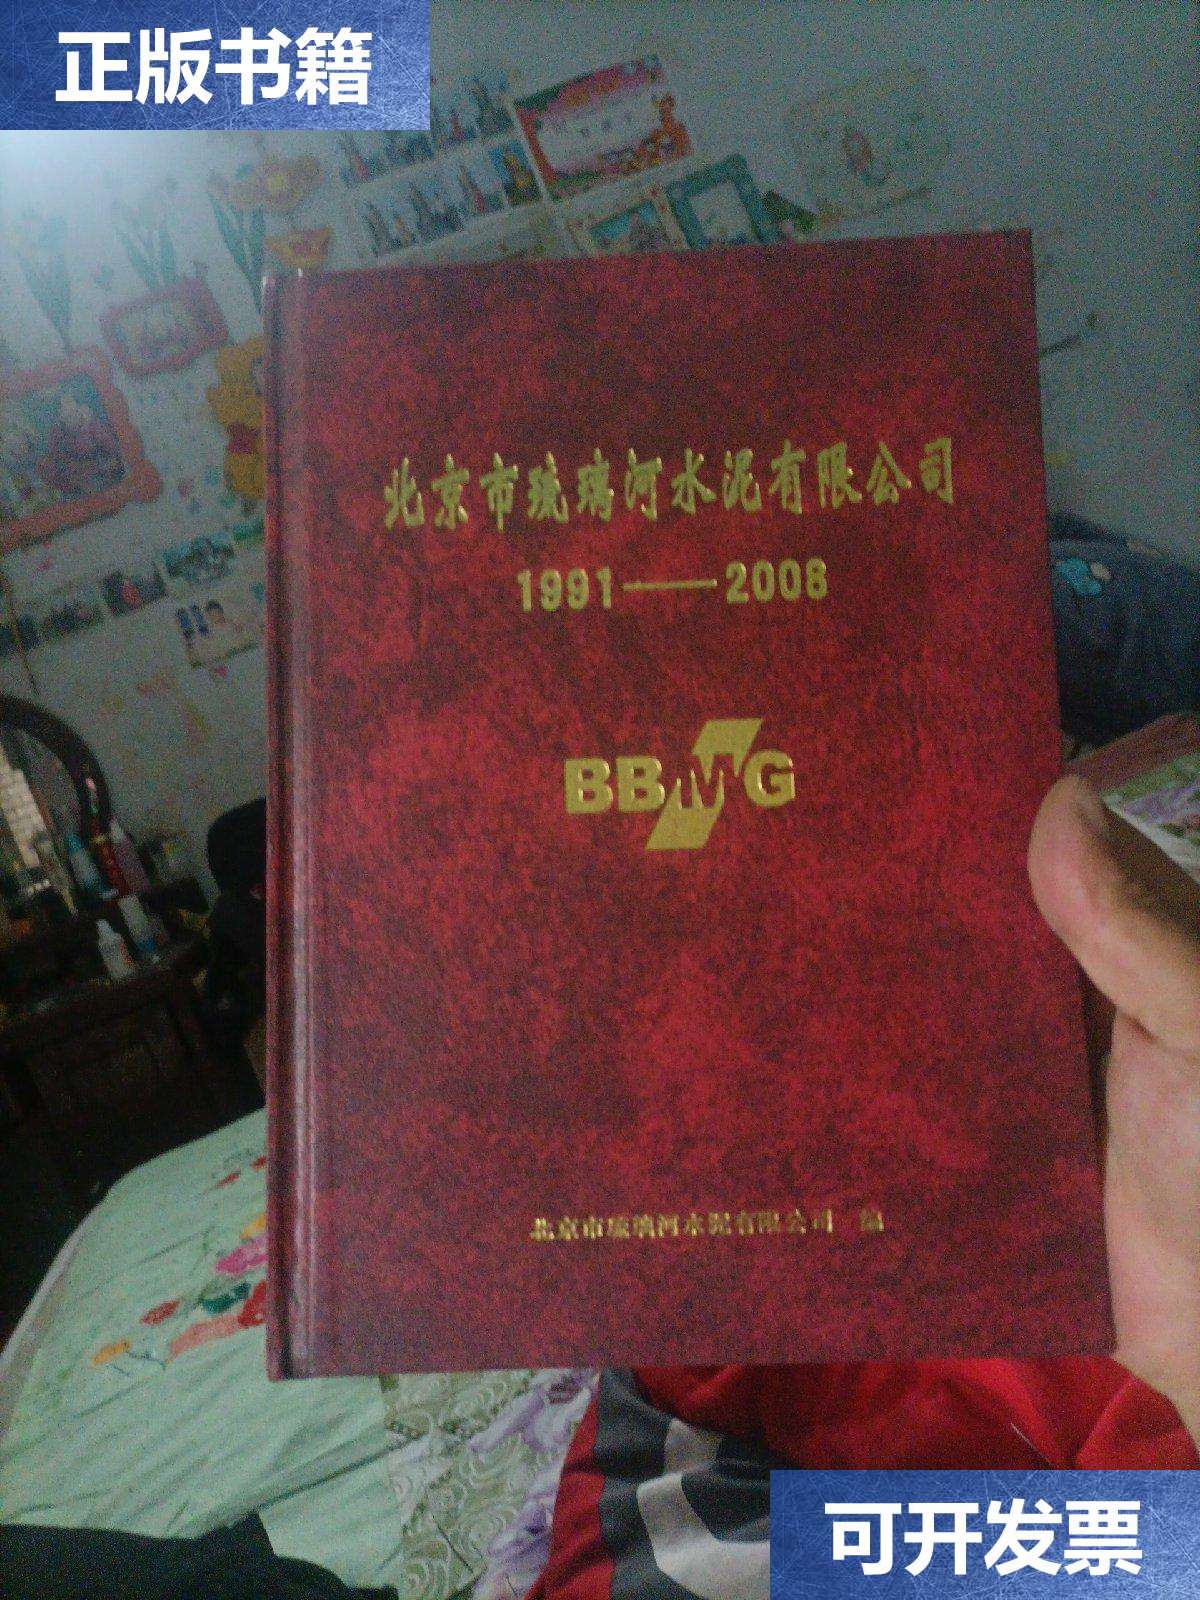 正版书籍
北京市琉璃河水泥有限公司
1991——2008
BBMG
北京市琉璃河水泥有限公司 编
可开发票